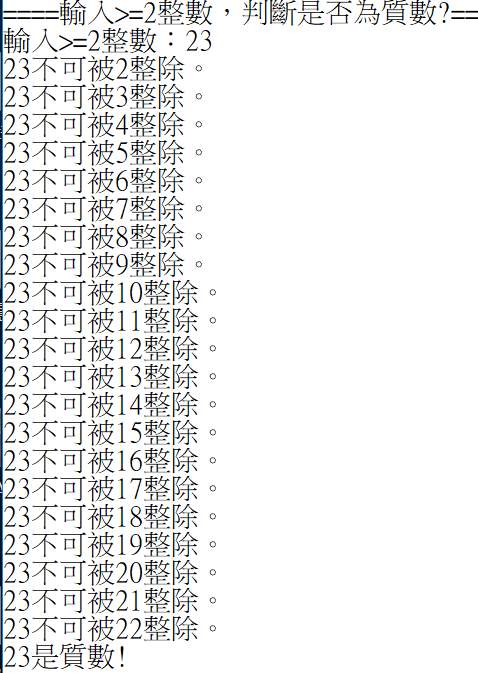 ====輸入>=2整數，判斷是否為質數?==
輸入>=2整數：23
23不可被2整除。
23不可被3整除。
23不可被4整除。
23不可被5整除。
23不可被6整除。
23不可被7整除。
23不可被8整除。
23不可被9整除。
23不可被10整除。
23不可被11整除。
23不可被12整除。
23不可被13整除。
23不可被14整除。
23不可被15整除。
23不可被16整除。
23不可被17整除。
23不可被18整除。
23不可被19整除。
23不可被20整除。
23不可被21整除。
23不可被22整除。
23是質數!